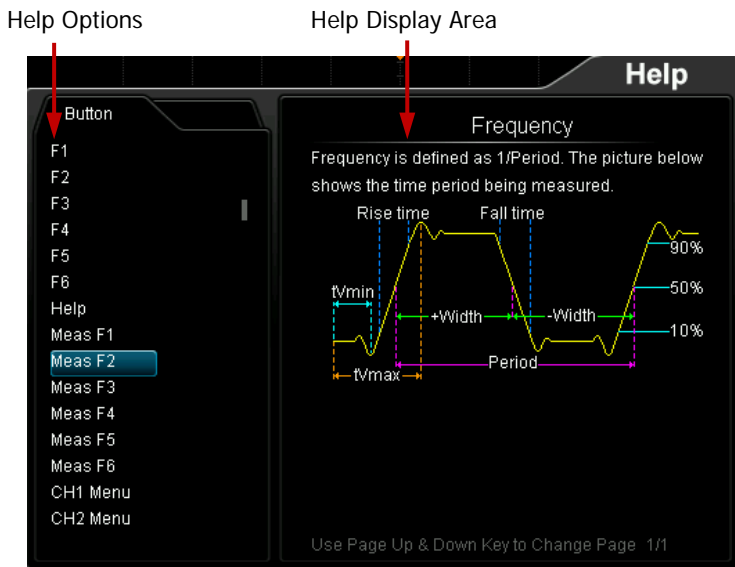 Help Options
Help Display Area
Help
Button
F1
F2
F3
F4
F5
F6
Help
Meas F1
Meas F2
Meas F3
Meas F4
Meas F5
Meas F6
CH1 Menu
CH2 Menu
Frequency
Frequency is defined as 1/Period. The picture below
shows the time period being measured.
Rise time
Fall time
90%
tVmin
50%
+Width
-Width
10%
Period
tVmax
Use Page Up & Down Key to Change Page 1/1